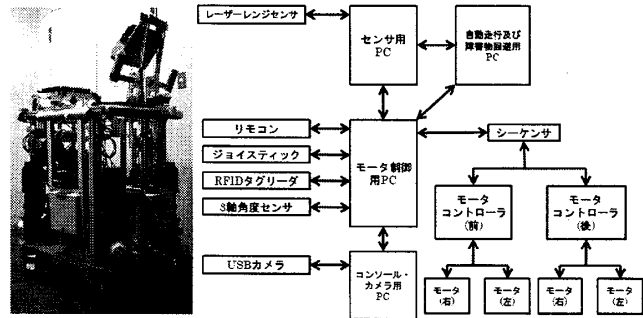 レーザーレンジセンサ
センサ用
PC
自動走行及び
障害物回避用
PC
リモコン
ジョイスティック
RFIDタグリーダ
3軸角度センサ
モータ制御
用PC
シーケンサ
モータ
コントローラ
(前)
モータ
コントローラ
(後)
USBカメラ
コンソール・
カメラ用
PC
モータ
(右)
モータ
(左)
モータ
(右)
モータ
(左)